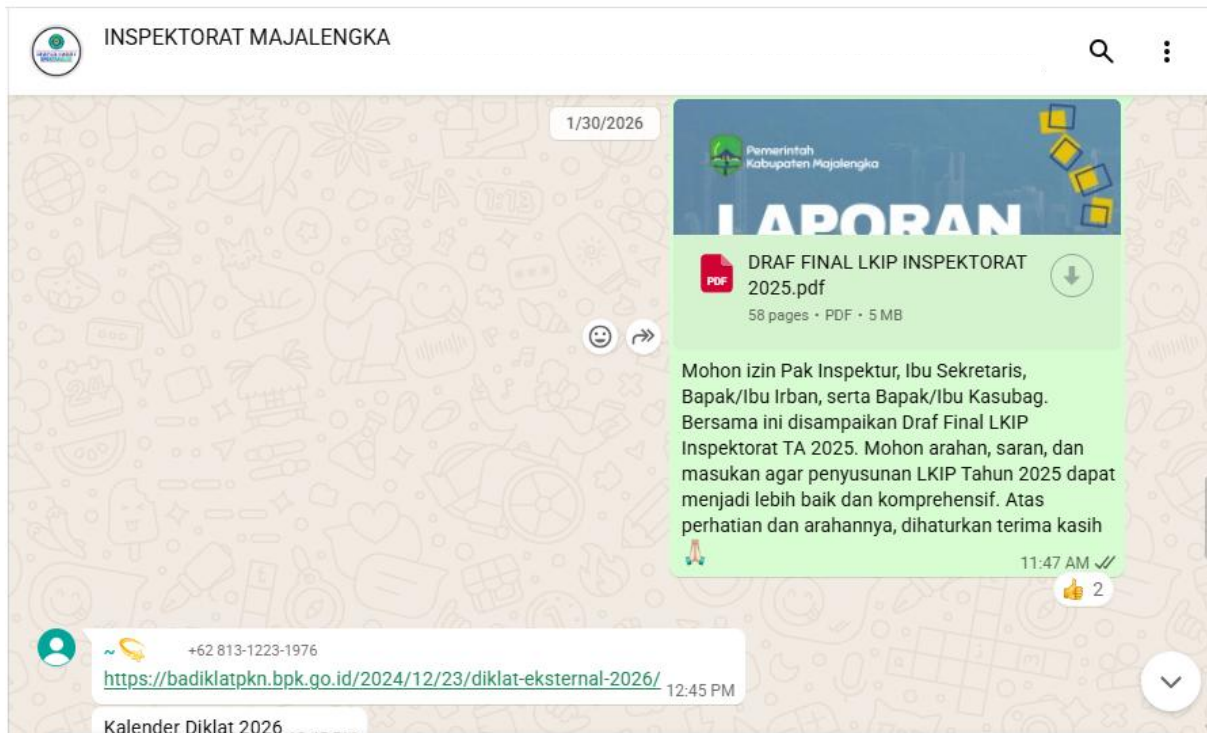 INSPEKTORAT MAJALENGKA
1/30/2026
Pemerintah
Kabupaten Majalengka
LAPORAN
PDF
DRAF FINAL LKIP INSPEKTORAT
2025.pdf
58 pages • PDF • 5 MB
Mohon izin Pak Inspektur, Ibu Sekretaris,
Bapak/Ibu Irban, serta Bapak/Ibu Kasubag.
Bersama ini disampaikan Draf Final LKIP
Inspektorat TA 2025. Mohon arahan, saran, dan
masukan agar penyusunan LKIP Tahun 2025 dapat
menjadi lebih baik dan komprehensif. Atas
perhatian dan arahannya, dihaturkan terima kasih
🙏🏻
11:47 AM
👍 2
~💫 +62 813-1223-1976
https://badiklatpkn.bpk.go.id/2024/12/23/diklat-eksternal-2026/ 12:45 PM
Kalender Diklat 2026